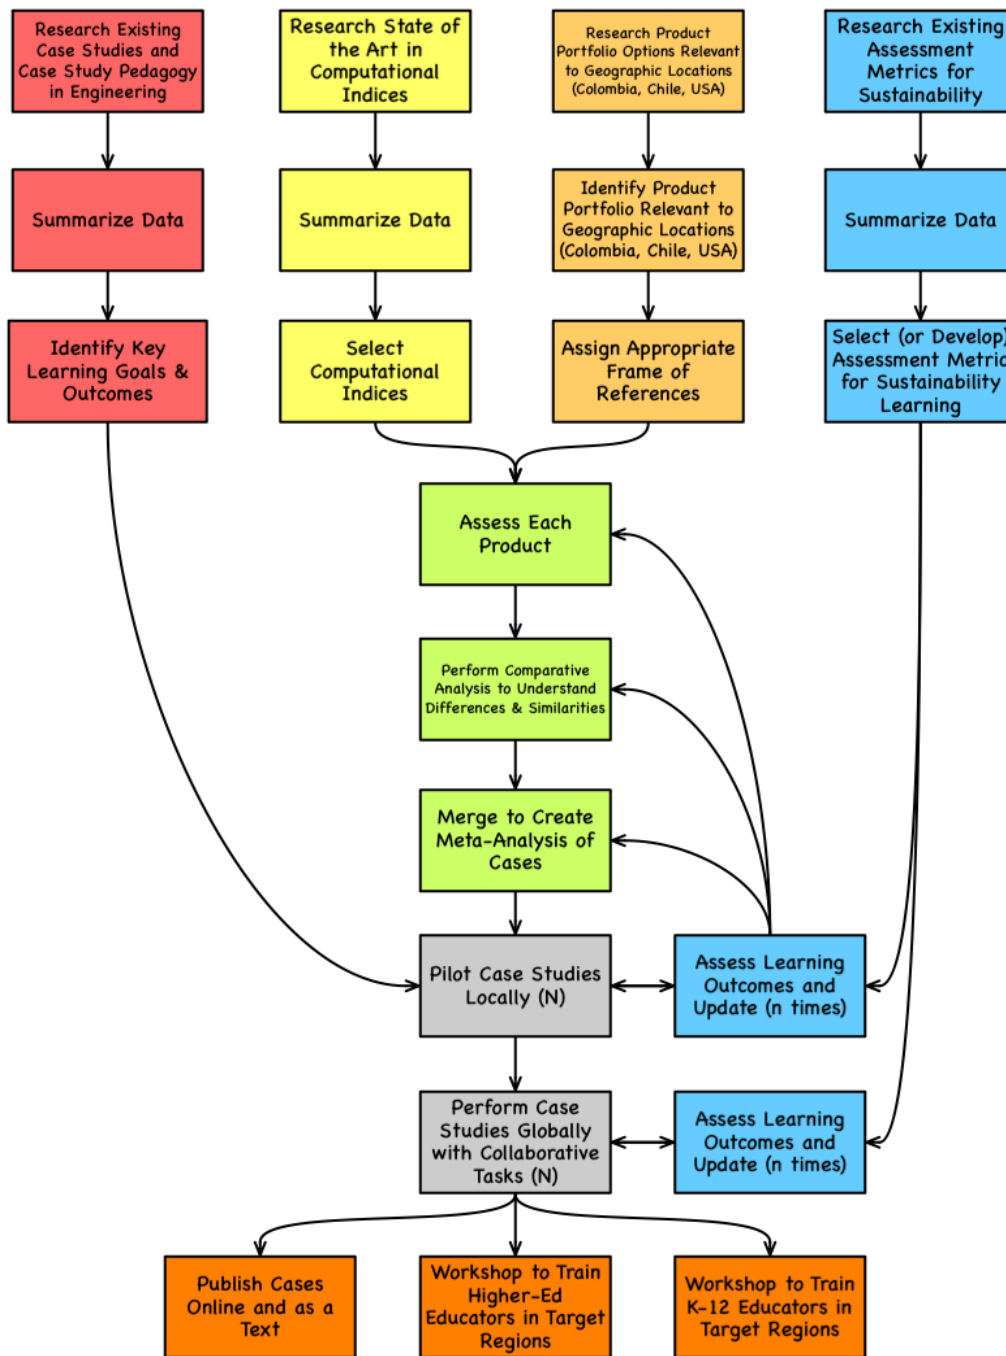 Research Existing
Case Studies and
Case Study Pedagogy
in Engineering
Research State of
the Art in
Computational
Indices
Research Product
Portfolio Options Relevant
to Geographic Locations
(Colombia, Chile, USA)
Research Existing
Assessment
Metrics for
Sustainability
Summarize Data
Summarize Data
Identify Product
Portfolio Relevant to
Geographic Locations
(Colombia, Chile, USA)
Summarize Data
Identify Key
Learning Goals &
Outcomes
Select
Computational
Indices
Assign Appropriate
Frame of
References
Select (or Develop)
Assessment Metric
for Sustainability
Learning
Assess Each
Product
Perform Comparative
Analysis to Understand
Differences & Similarities
Merge to Create
Meta-Analysis of
Cases
Pilot Case Studies
Locally (N)
Assess Learning
Outcomes and
Update (n times)
Perform Case
Studies Globally
with Collaborative
Tasks (N)
Assess Learning
Outcomes and
Update (n times)
Publish Cases
Online and as a
Text
Workshop to Train
Higher-Ed
Educators in Target
Regions
Workshop to Train
K-12 Educators in
Target Regions